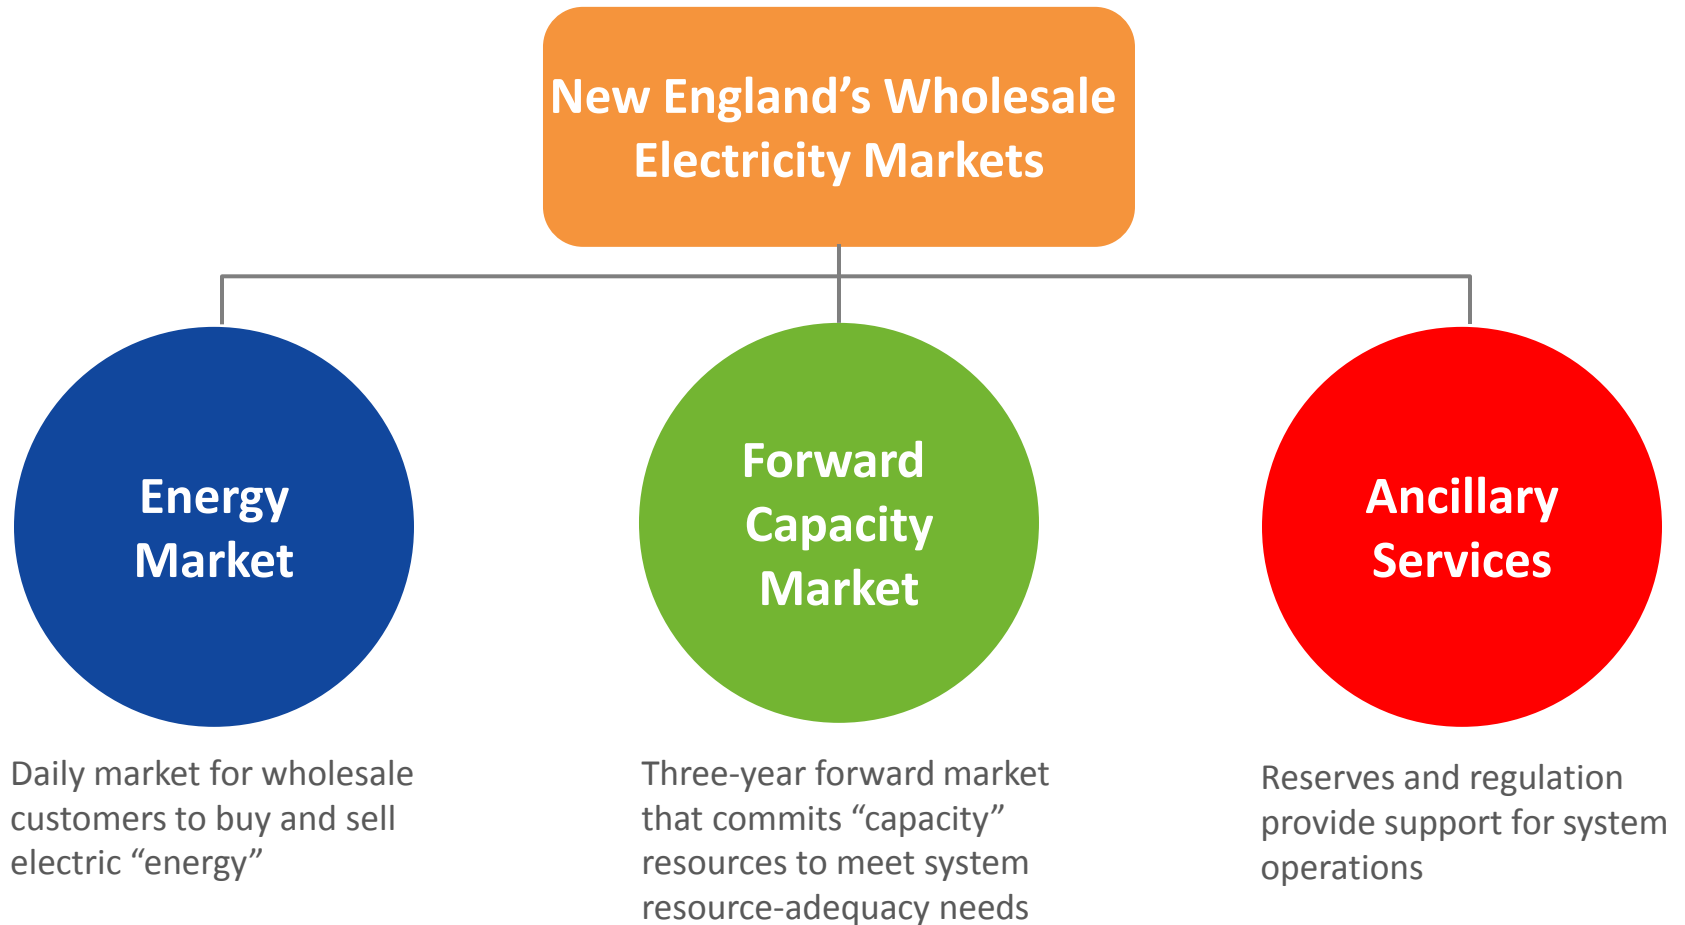 New England’s Wholesale
Electricity Markets
Energy
Market
Forward
Capacity
Market
Ancillary
Services
Daily market for wholesale
customers to buy and sell
electric “energy”
Three-year forward market
that commits “capacity”
resources to meet system
resource-adequacy needs
Reserves and regulation
provide support for system
operations